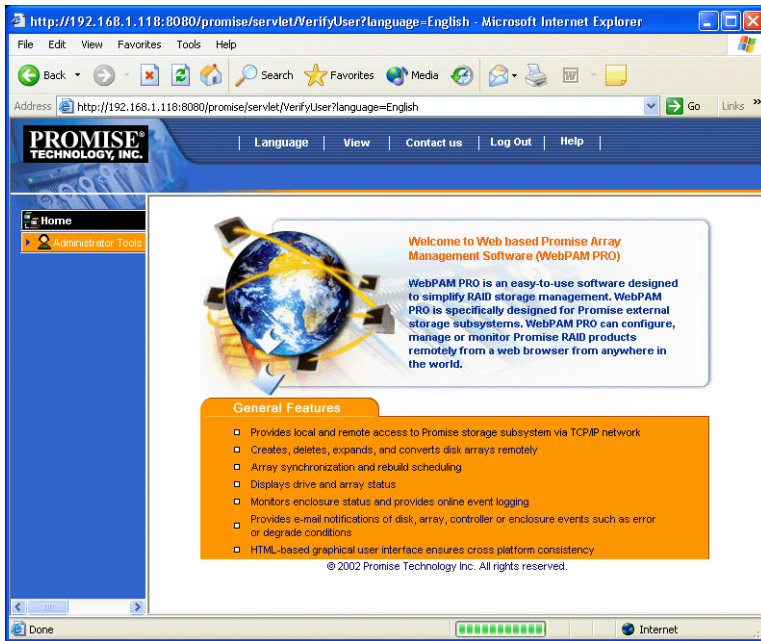 http://192.168.1.118:8080/promise/servlet/VerifyUser?language=English - Microsoft Internet Explorer
File Edit View Favorites Tools Help
Back Search Favorites Media
Address http://192.168.1.118:8080/promise/servlet/VerifyUser?language=English Go Links »
PROMISE®
TECHNOLOGY, INC.
| Language | View | Contact us | Log Out | Help |
Home
Administrator Tools
Welcome to Web based Promise Array
Management Software (WebPAM PRO)
WebPAM PRO is an easy-to-use software designed
to simplify RAID storage management. WebPAM
PRO is specifically designed for Promise external
storage subsystems. WebPAM PRO can configure,
manage or monitor Promise RAID products
remotely from a web browser from anywhere in
the world.
General Features
Provides local and remote access to Promise storage subsystem via TCP/IP network
Creates, deletes, expands, and converts disk arrays remotely
Array synchronization and rebuild scheduling
Displays drive and array status
Monitors enclosure status and provides online event logging
Provides e-mail notifications of disk, array, controller or enclosure events such as error
or degrade conditions
HTML-based graphical user interface ensures cross platform consistency
© 2002 Promise Technology Inc. All rights reserved.
Done Internet